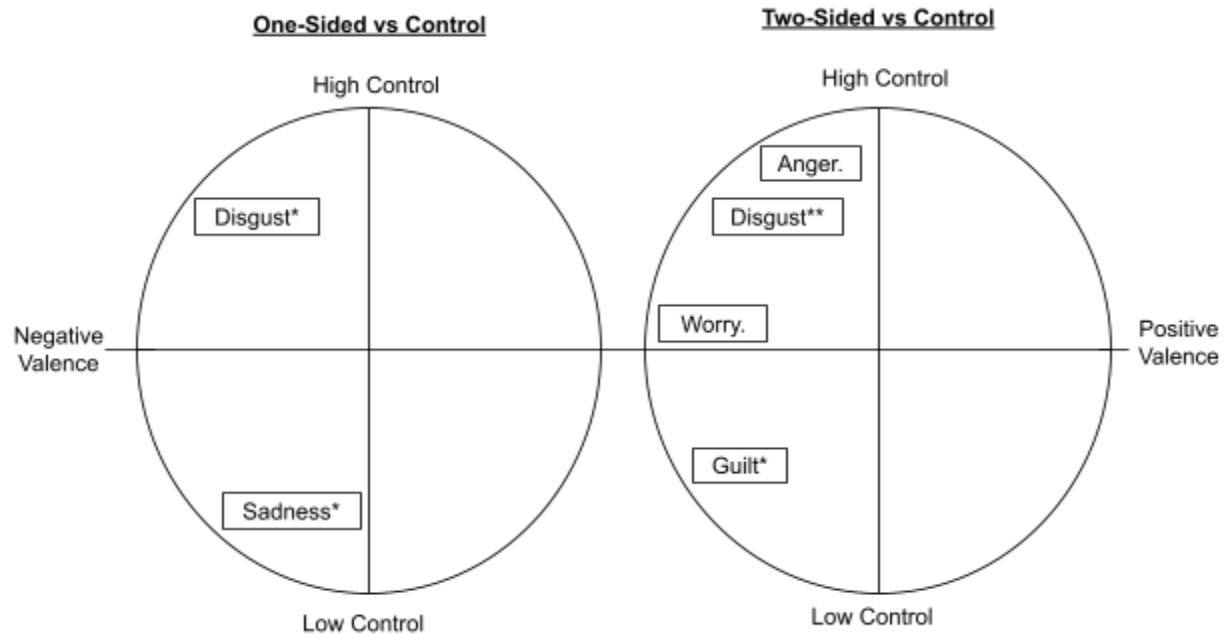 One-Sided vs Control
Two-Sided vs Control
High Control
High Control
Anger.
Disgust*
Disgust**
Worry.
Negative
Valence
Positive
Valence
Guilt*
Sadness*
Low Control
Low Control